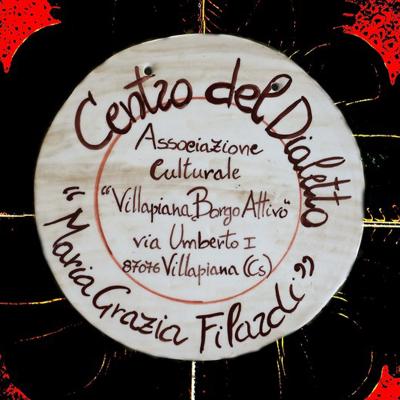 Centro del Dialetto
Associazione
Culturale
"Villapiana Borgo Attivo"
via Umberto I
87076 Villapiana (Cs)
"Maria Grazia Filardi"